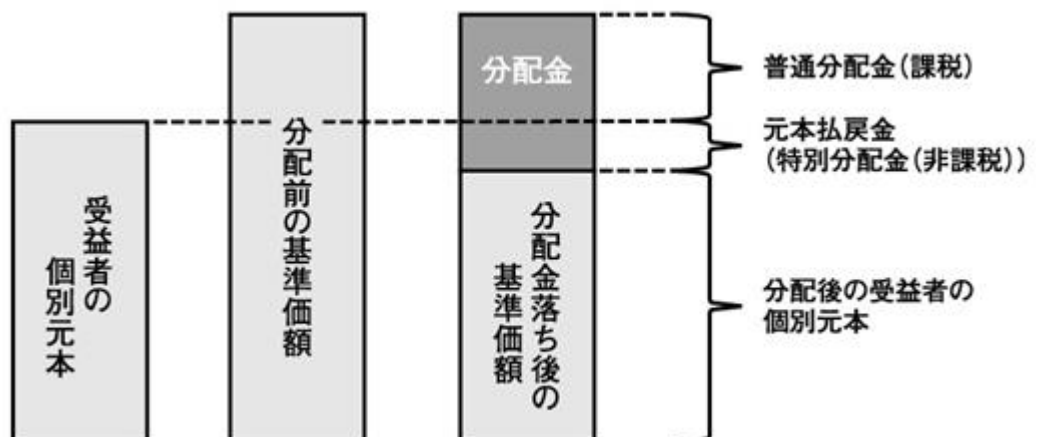 受益者の
個別元本
分配前の基準価額
分配金
分配金落ち後の
基準価額
普通分配金(課税)
元本払戻金
(特別分配金(非課税))
分配後の受益者の
個別元本